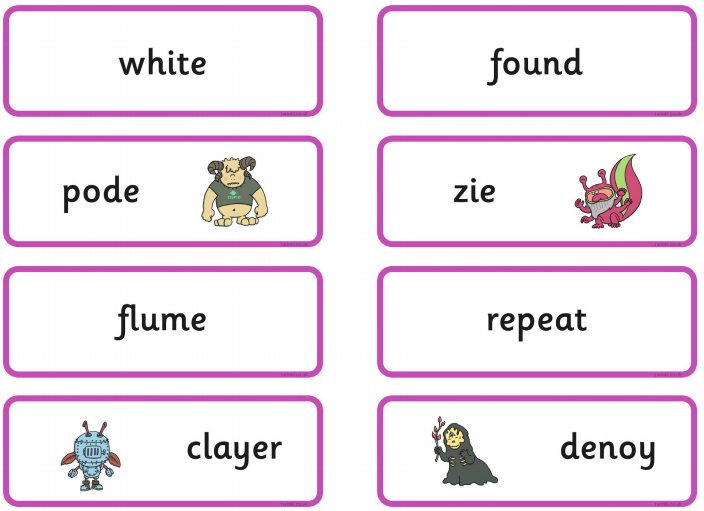 white
found
pode
zie
flume
repeat
clayer
denoy